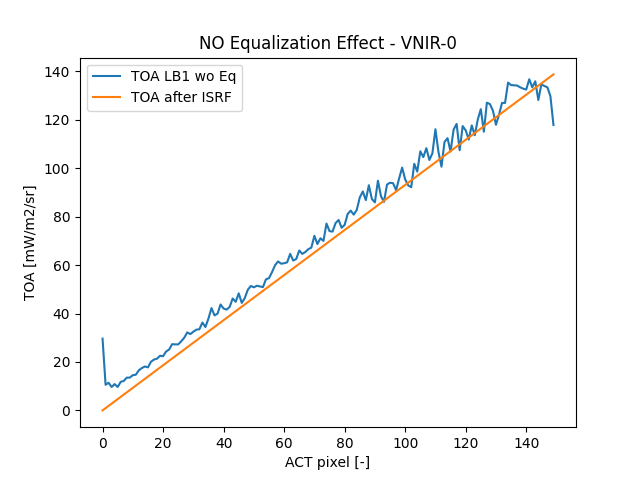 NO Equalization Effect - VNIR-0
TOA LB1 wo Eq
TOA after ISRF
TOA [mW/m2/sr]
140
120
100
80
60
40
20
0
0 20 40 60 80 100 120 140
ACT pixel [-]